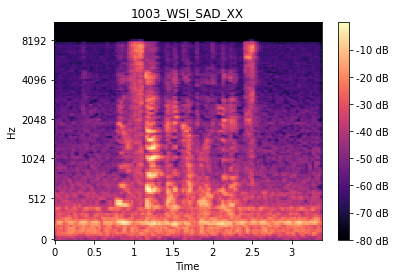 1003_WSI_SAD_XX
Hz
8192
4096
2048
1024
512
0
0 0.5 1 1.5 2 2.5 3
Time
-10 dB
-20 dB
-30 dB
-40 dB
-50 dB
-60 dB
-70 dB
-80 dB